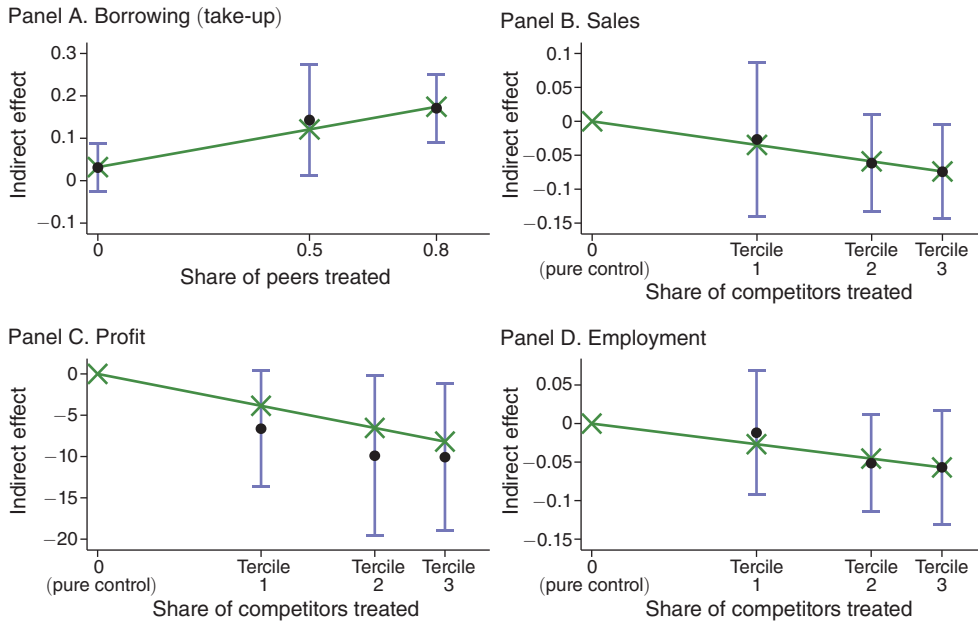 Panel A. Borrowing (take-up)
Indirect effect
0.3
0.2
0.1
0
−0.1
0
0.5
0.8
Share of peers treated
Panel B. Sales
Indirect effect
0.1
0.05
0
−0.05
−0.1
−0.15
0
(pure control)
Tercile
1
Tercile
2
Tercile
3
Share of competitors treated
Panel C. Profit
Indirect effect
0
−5
−10
−15
−20
0
(pure control)
Tercile
1
Tercile
2
Tercile
3
Share of competitors treated
Panel D. Employment
Indirect effect
0.05
0
−0.05
−0.1
−0.15
0
(pure control)
Tercile
1
Tercile
2
Tercile
3
Share of competitors treated